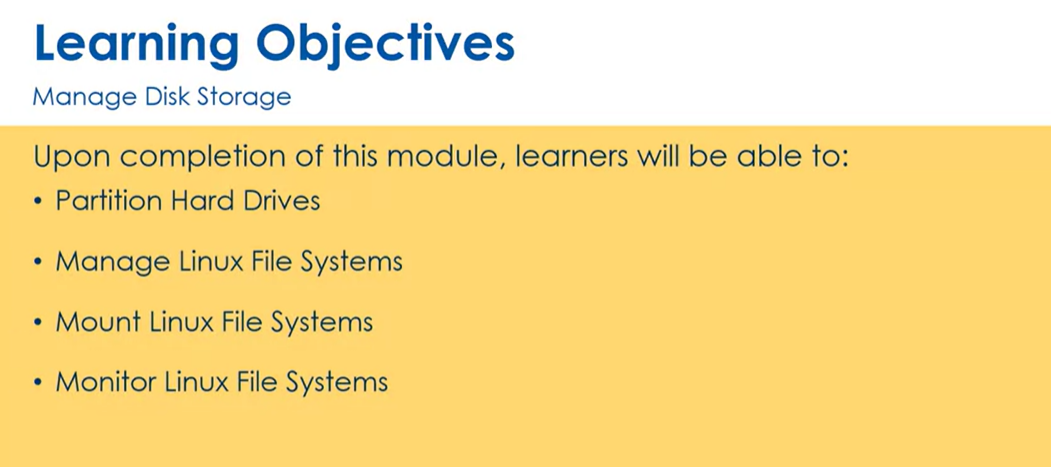 Learning Objectives
Manage Disk Storage
Upon completion of this module, learners will be able to:
• Partition Hard Drives
• Manage Linux File Systems
• Mount Linux File Systems
• Monitor Linux File Systems